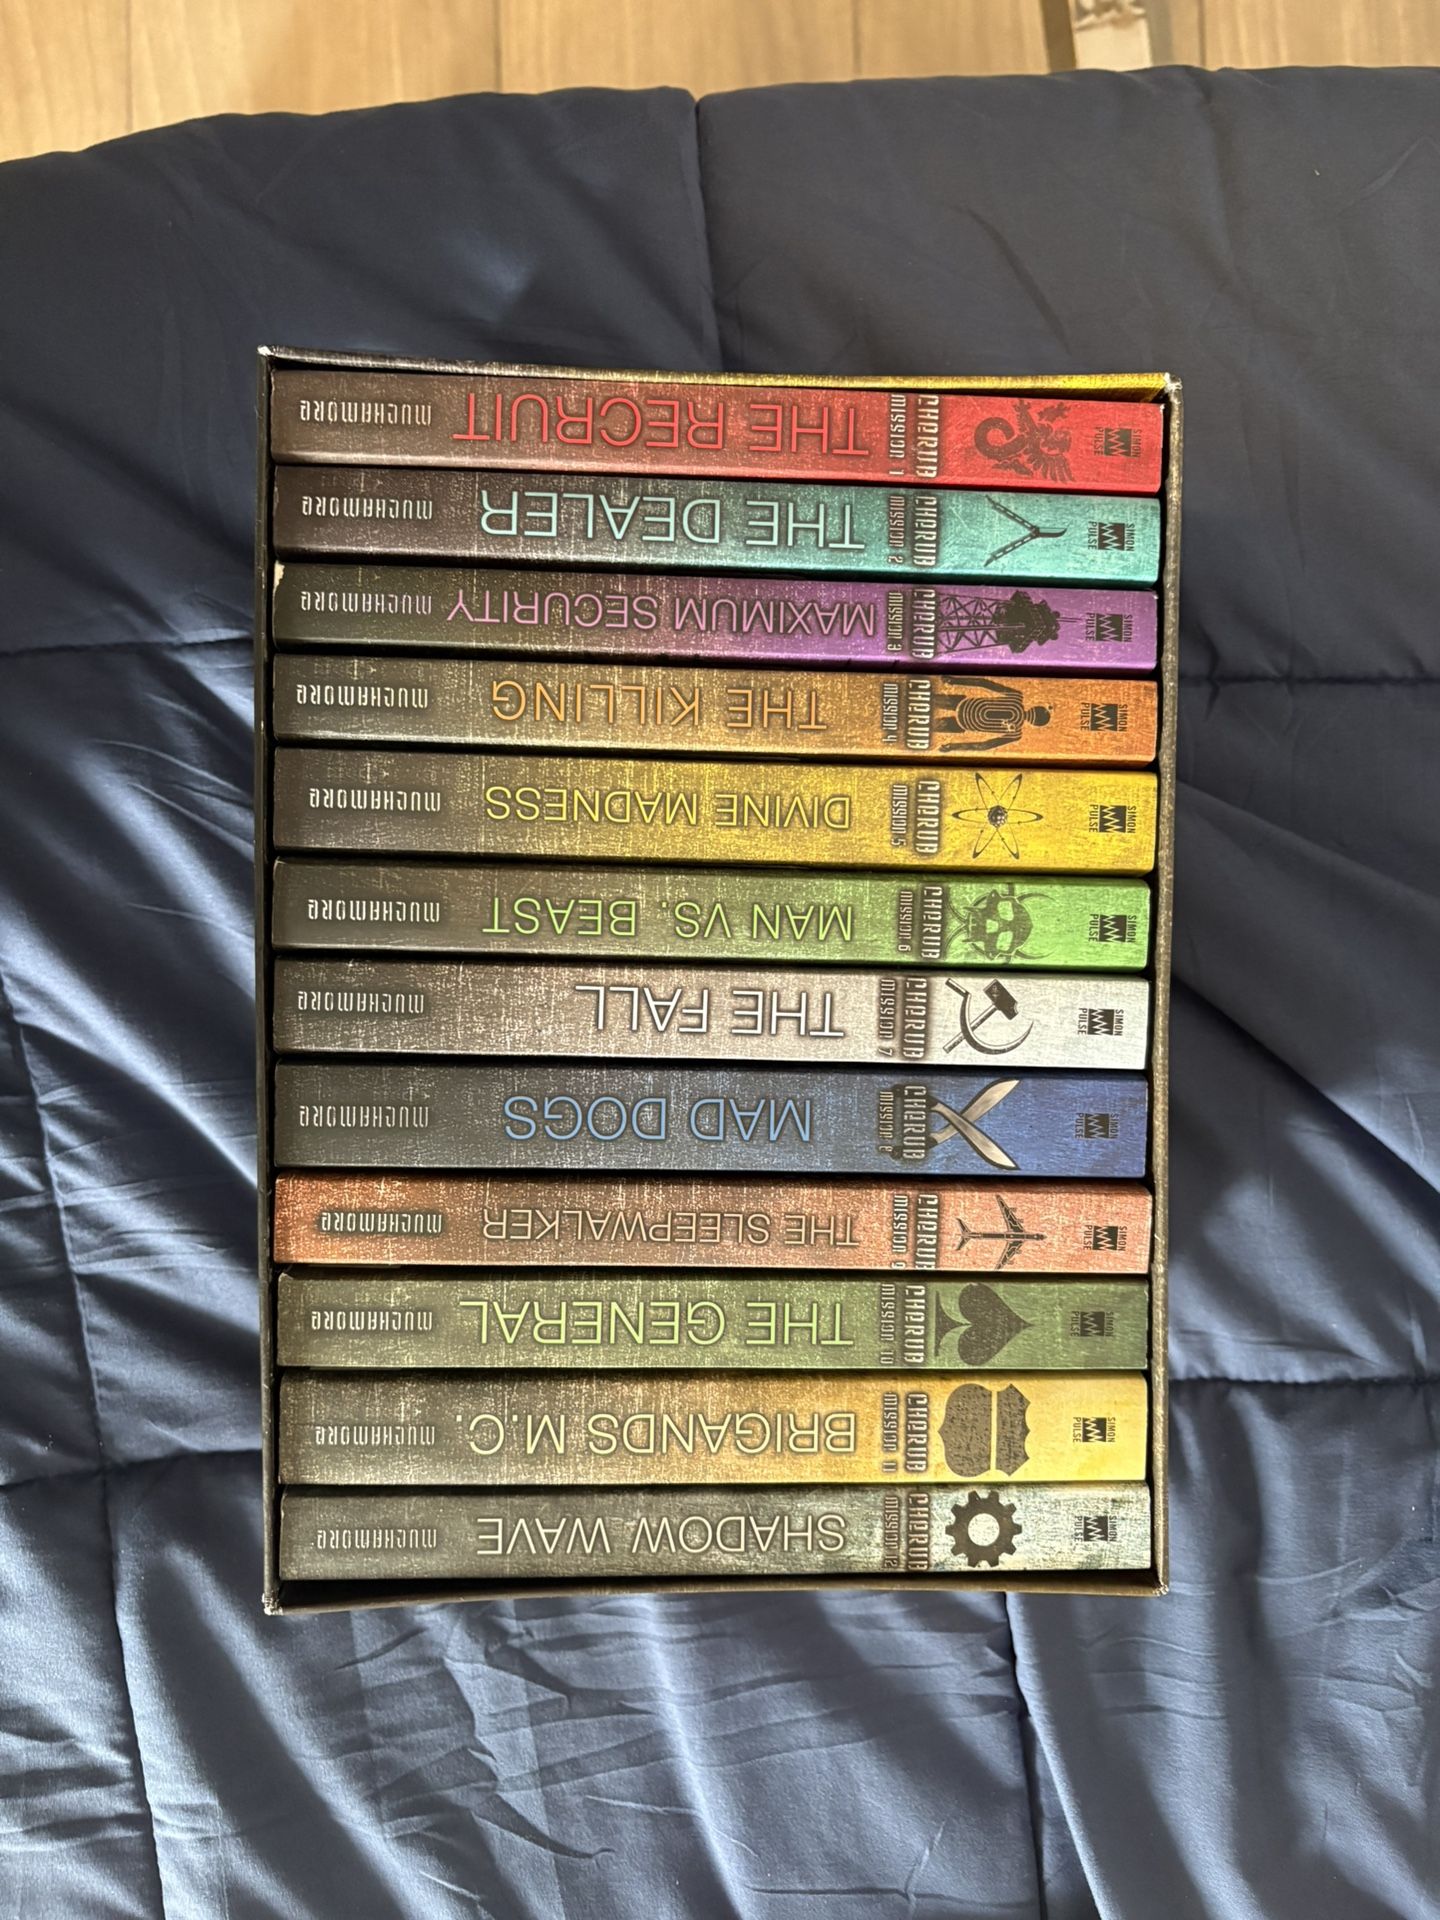 MUCHAMORE THE RECRUIT MISSION 1 CHERUB SIMON PULSE
MUCHAMORE THE DEALER MISSION 2 CHERUB SIMON PULSE
MUCHAMORE MAXIMUM SECURITY MISSION 3 CHERUB SIMON PULSE
MUCHAMORE THE KILLING MISSION 4 CHERUB SIMON PULSE
MUCHAMORE DIVINE MADNESS MISSION 5 CHERUB SIMON PULSE
MUCHAMORE MAN VS. BEAST MISSION 6 CHERUB SIMON PULSE
MUCHAMORE THE FALL MISSION 7 CHERUB SIMON PULSE
MUCHAMORE MAD DOGS MISSION 8 CHERUB SIMON PULSE
MUCHAMORE THE SLEEPWALKER MISSION 9 CHERUB SIMON PULSE
MUCHAMORE THE GENERAL MISSION 10 CHERUB SIMON PULSE
MUCHAMORE BRIGANDS M.C. MISSION 11 CHERUB SIMON PULSE
MUCHAMORE SHADOW WAVE MISSION 12 CHERUB SIMON PULSE